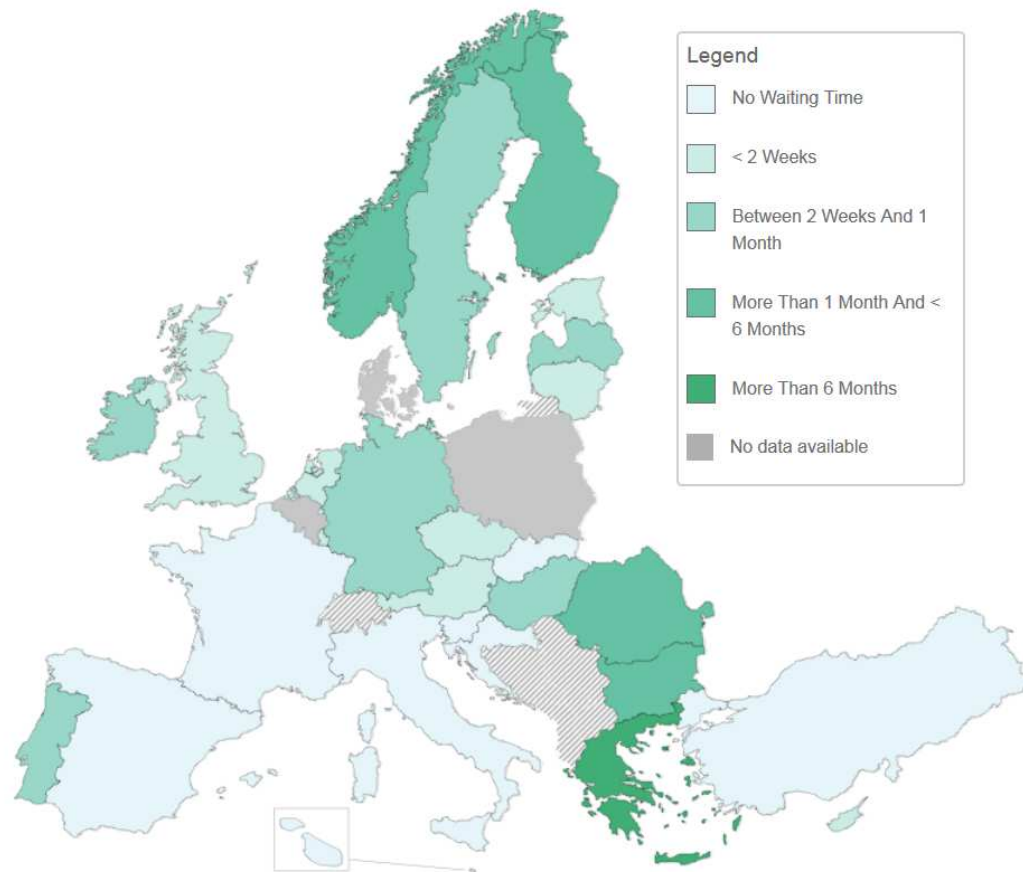 Legend
No Waiting Time
< 2 Weeks
Between 2 Weeks And 1
Month
More Than 1 Month And <
6 Months
More Than 6 Months
No data available